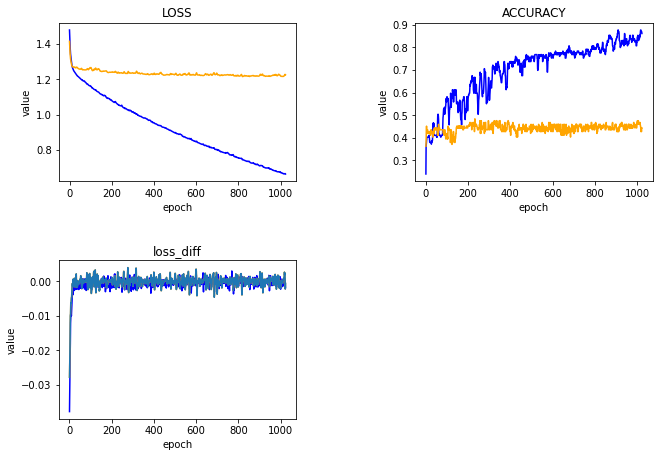 LOSS
value
1.4
1.2
1.0
0.8
0 200 400 600 800 1000
epoch
ACCURACY
value
0.9
0.8
0.7
0.6
0.5
0.4
0.3
0 200 400 600 800 1000
epoch
loss_diff
value
0.00
−0.01
−0.02
−0.03
0 200 400 600 800 1000
epoch